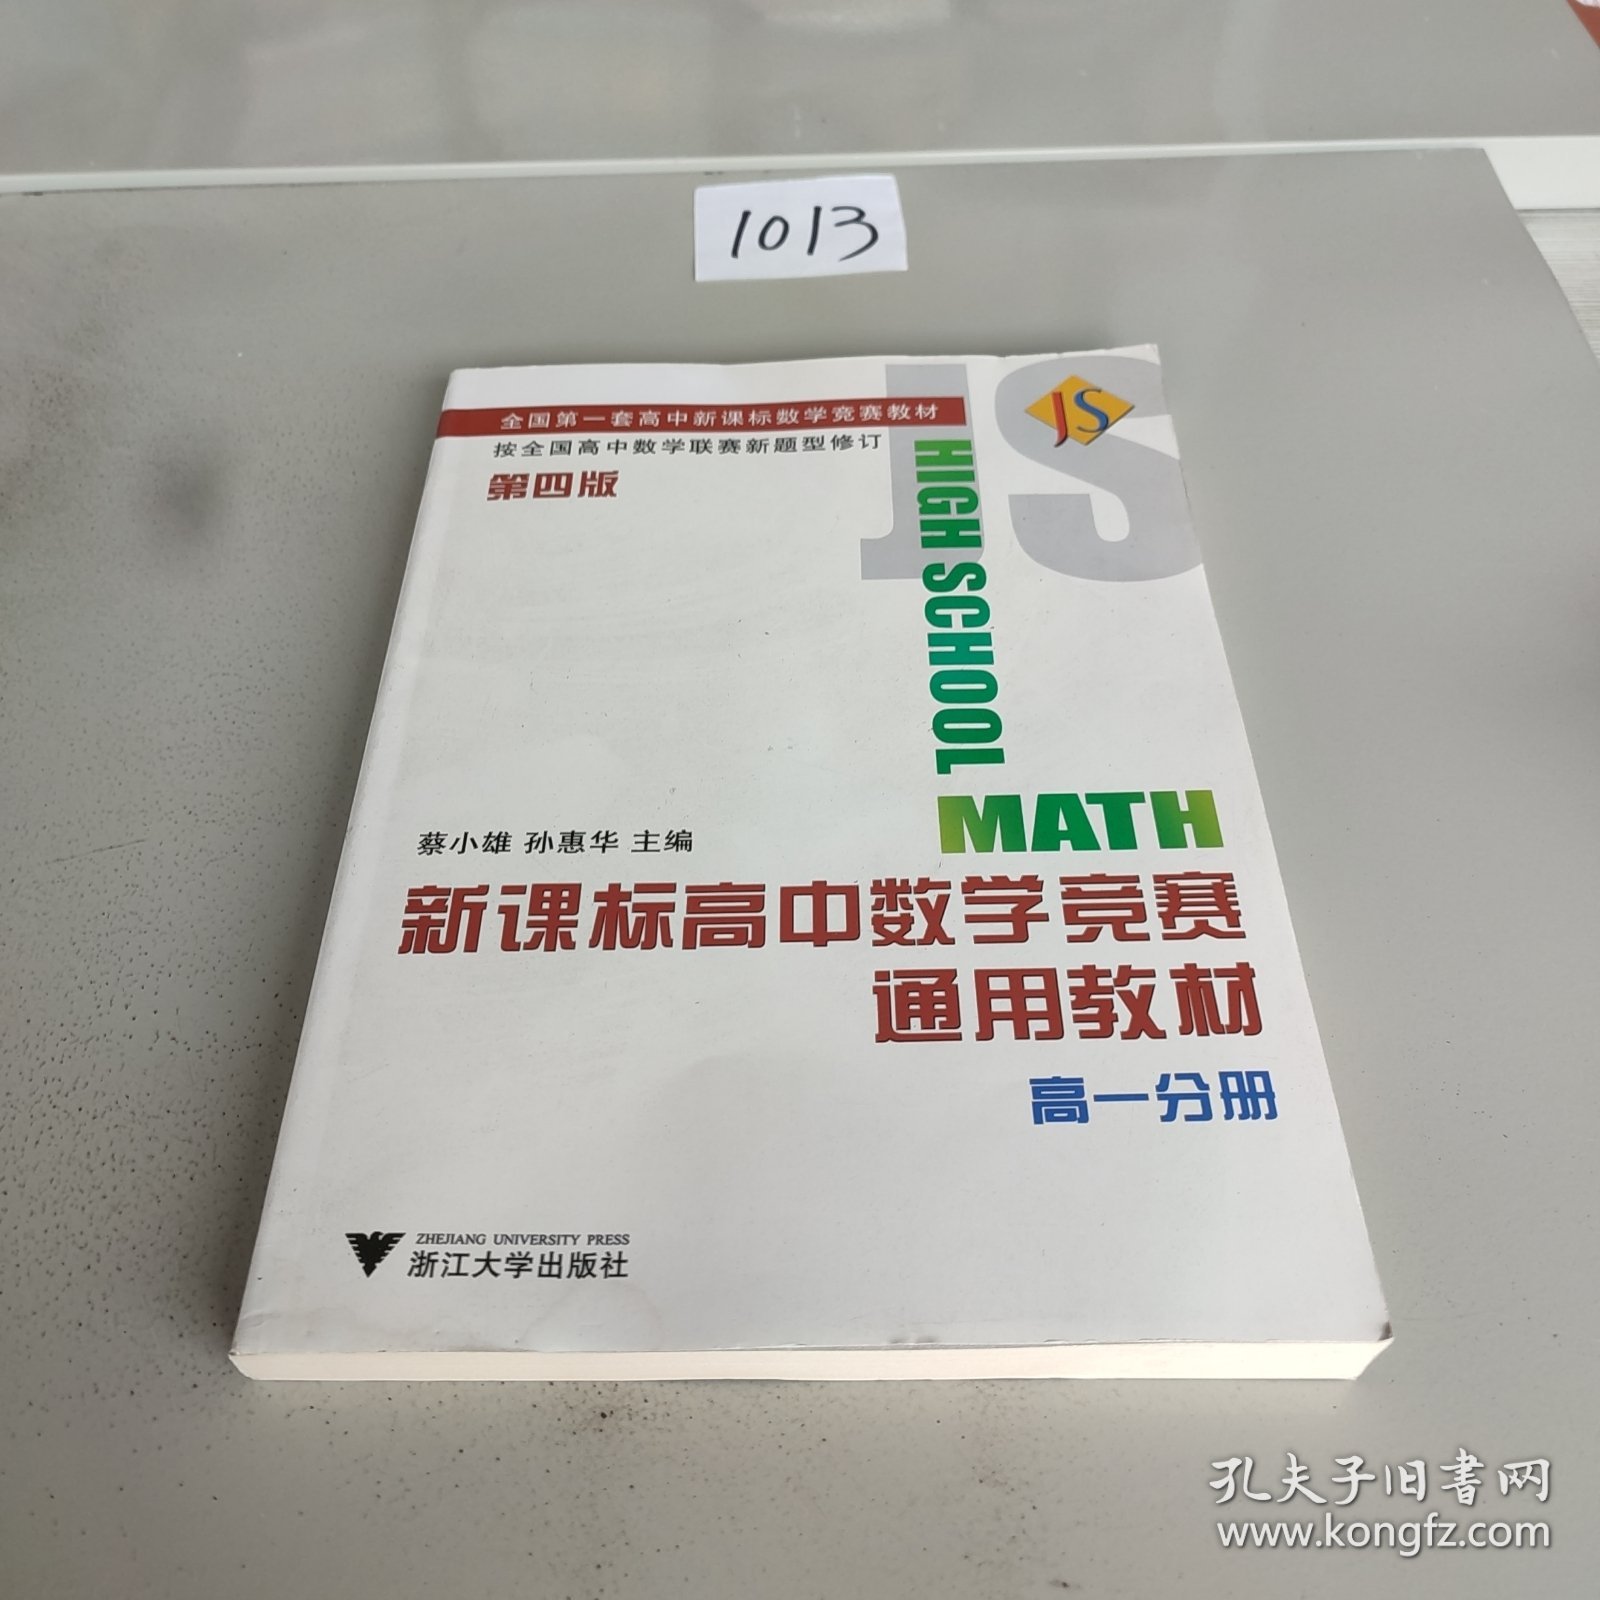 1013
JS
JS
全国第一套高中新课标数学竞赛教材
按全国高中数学联赛新题型修订
第四版
HIGH SCHOOL
MATH
蔡小雄 孙惠华 主编
新课标高中数学竞赛
通用教材
高一分册
ZHEJIANG UNIVERSITY PRESS
浙江大学出版社
孔夫子旧书网
www.kongfz.com